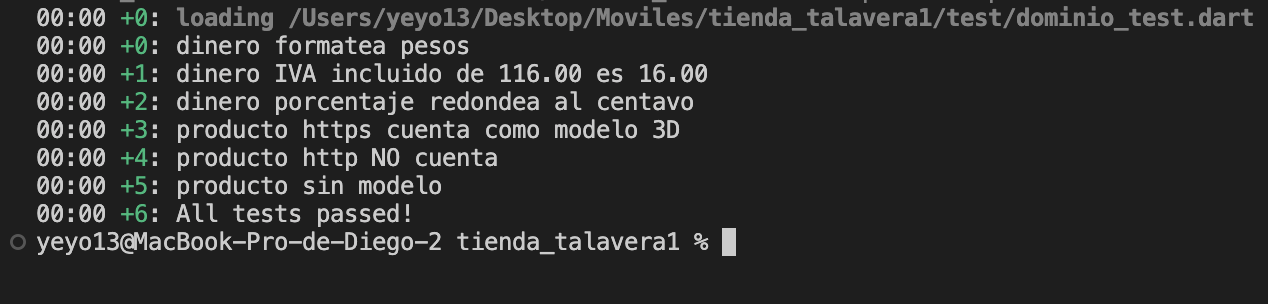 00:00 +0: loading /Users/yeyo13/Desktop/Moviles/tienda_talavera1/test/dominio_test.dart
00:00 +0: dinero formatea pesos
00:00 +1: dinero IVA incluido de 116.00 es 16.00
00:00 +2: dinero porcentaje redondea al centavo
00:00 +3: producto https cuenta como modelo 3D
00:00 +4: producto http NO cuenta
00:00 +5: producto sin modelo
00:00 +6: All tests passed!
yeyo13@MacBook-Pro-de-Diego-2 tienda_talavera1 %